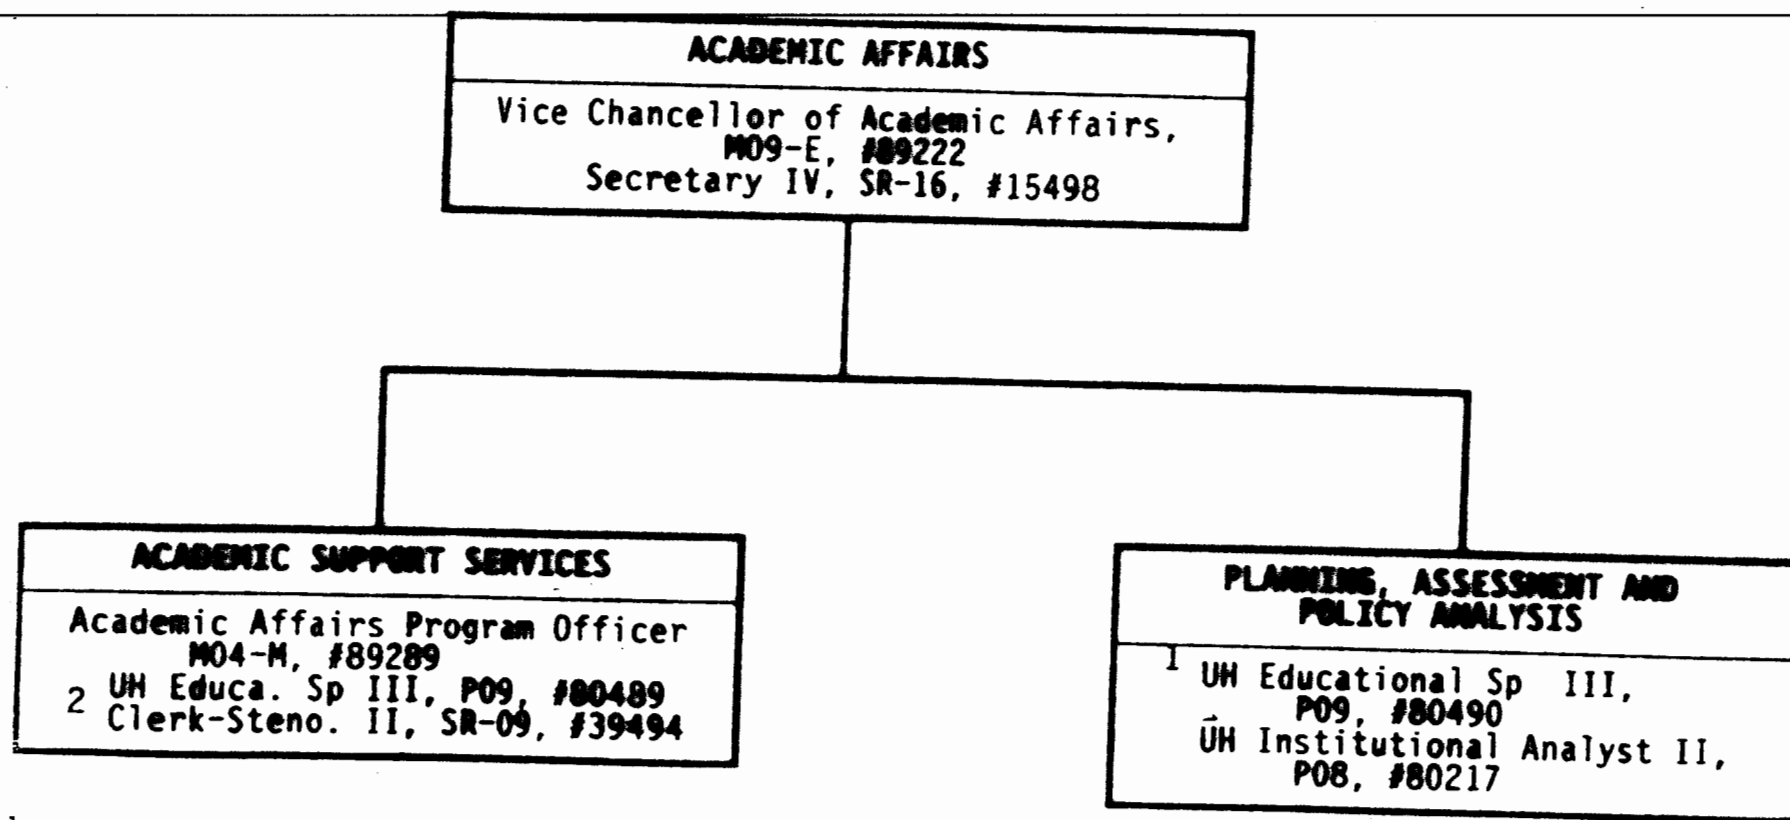 ACADEMIC AFFAIRS
Vice Chancellor of Academic Affairs,
M09-E, #89222
Secretary IV, SR-16, #15498
ACADEMIC SUPPORT SERVICES
Academic Affairs Program Officer
M04-M, #89289
UH Educa. Sp III, P09, #80489
2 Clerk-Steno. II, SR-09, #39494
PLANNING, ASSESSMENT AND
POLICY ANALYSIS
1 UH Educational Sp III,
P09, #80490
UH Institutional Analyst II,
P08, #80217